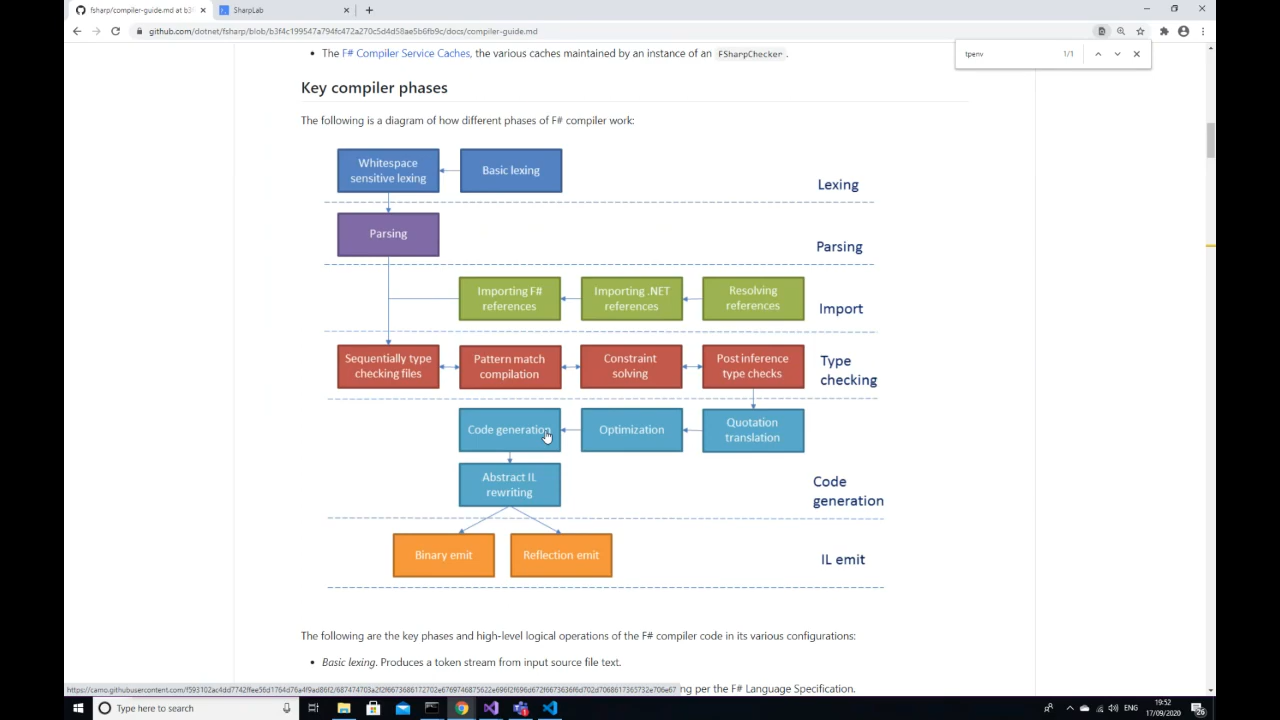 fsharp/compiler-guide.md at b3f
SharpLab
github.com/dotnet/fsharp/blob/b3f4c199547a794fc472a270c5d4d58ae5b6fb9c/docs/compiler-guide.md
tpenv
1/1
• The F# Compiler Service Caches, the various caches maintained by an instance of an FSharpChecker.
Key compiler phases
The following is a diagram of how different phases of F# compiler work:
Whitespace
sensitive lexing
Basic lexing
Lexing
Parsing
Parsing
Importing F#
references
Importing .NET
references
Resolving
references
Import
Sequentially type
checking files
Pattern match
compilation
Constraint
solving
Post inference
type checks
Type
checking
Code generation
Optimization
Quotation
translation
Abstract IL
rewriting
Code
generation
Binary emit
Reflection emit
IL emit
The following are the key phases and high-level logical operations of the F# compiler code in its various configurations:
• Basic lexing. Produces a token stream from input source file text.
ng per the F# Language Specification.
Type here to search
ENG
19:52
17/09/2020
26